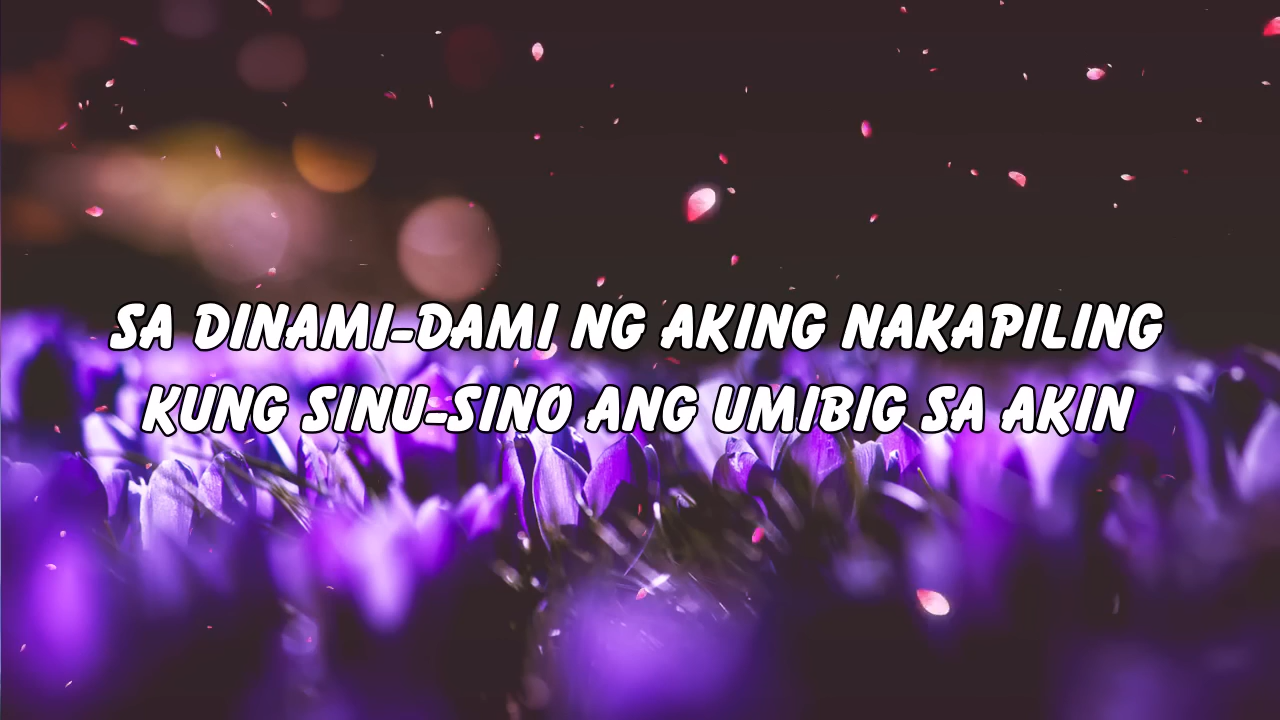 SA DINAMI-DAMI NG AKING NAKAPILING
KUNG SINU-SINO ANG UMIBIG SA AKIN